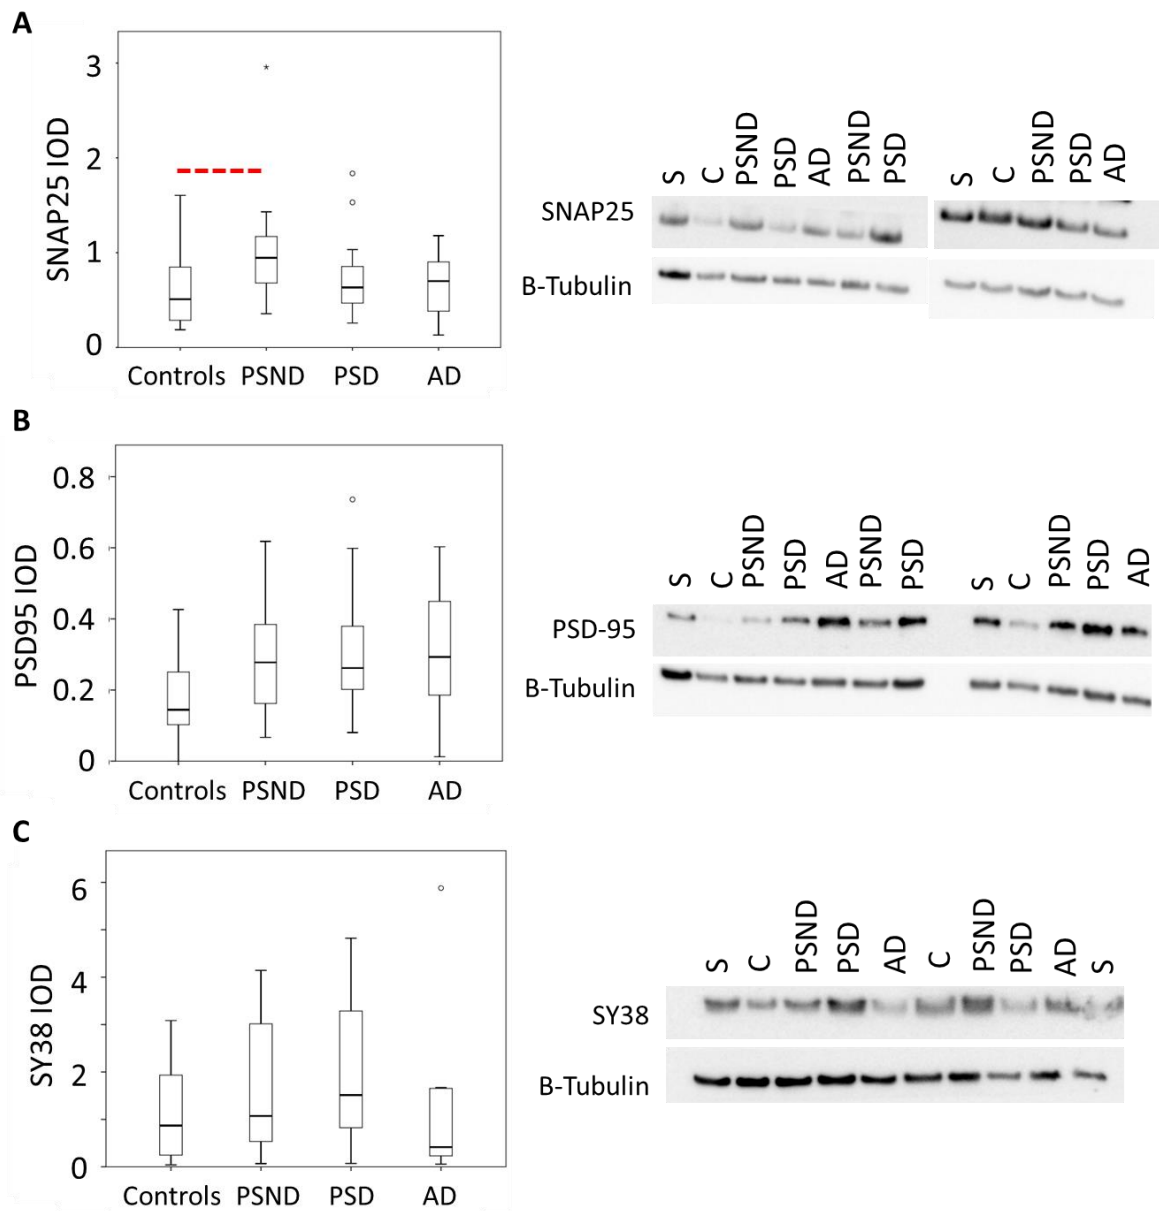 A
SNAP25 IOD
3
2
1
0
Controls PSND PSD AD
S C PSND PSD AD PSND PSD
S C PSND PSD AD
SNAP25
B-Tubulin
B
PSD95 IOD
0.8
0.6
0.4
0.2
0
Controls PSND PSD AD
S C PSND PSD AD PSND PSD
S C PSND PSD AD
PSD-95
B-Tubulin
C
SY38 IOD
6
4
2
0
Controls PSND PSD AD
S C PSND PSD AD C PSND PSD AD S
SY38
B-Tubulin